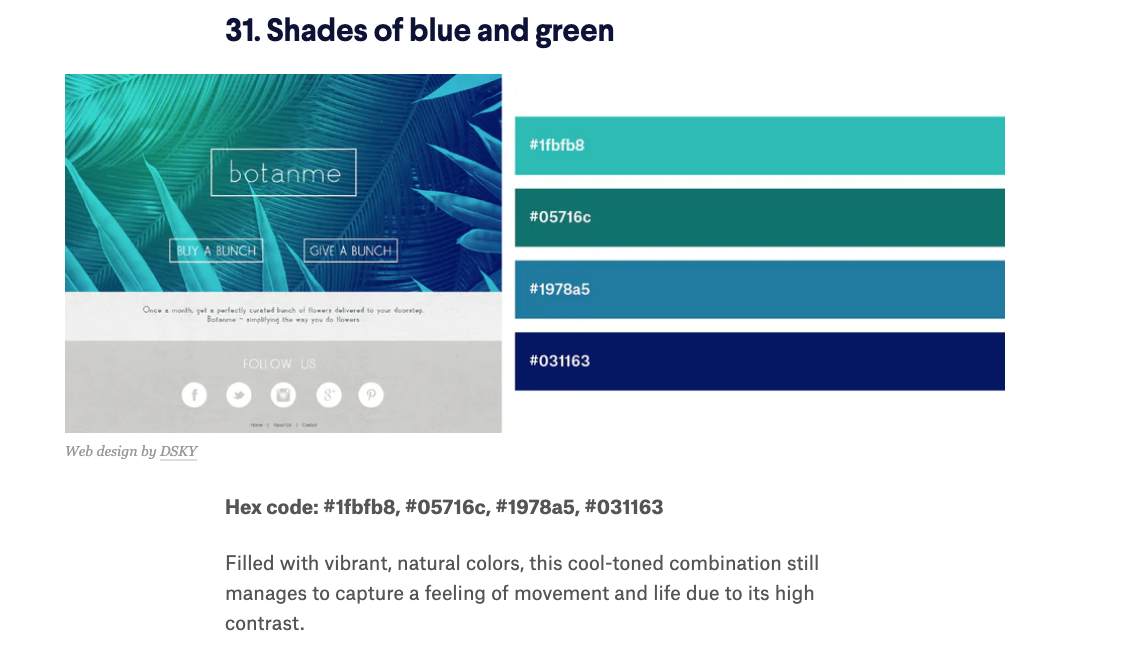 31. Shades of blue and green
botanme
BUY A BUNCH
GIVE A BUNCH
Once a month, get a perfectly curated bunch of flowers delivered to your doorstep.
Botanme - simplifying the way you do flowers
FOLLOW US
Home | About Us | Contact
Web design by DSKY
#1fbfb8
#05716c
#1978a5
#031163
Hex code: #1fbfb8, #05716c, #1978a5, #031163
Filled with vibrant, natural colors, this cool-toned combination still
manages to capture a feeling of movement and life due to its high
contrast.